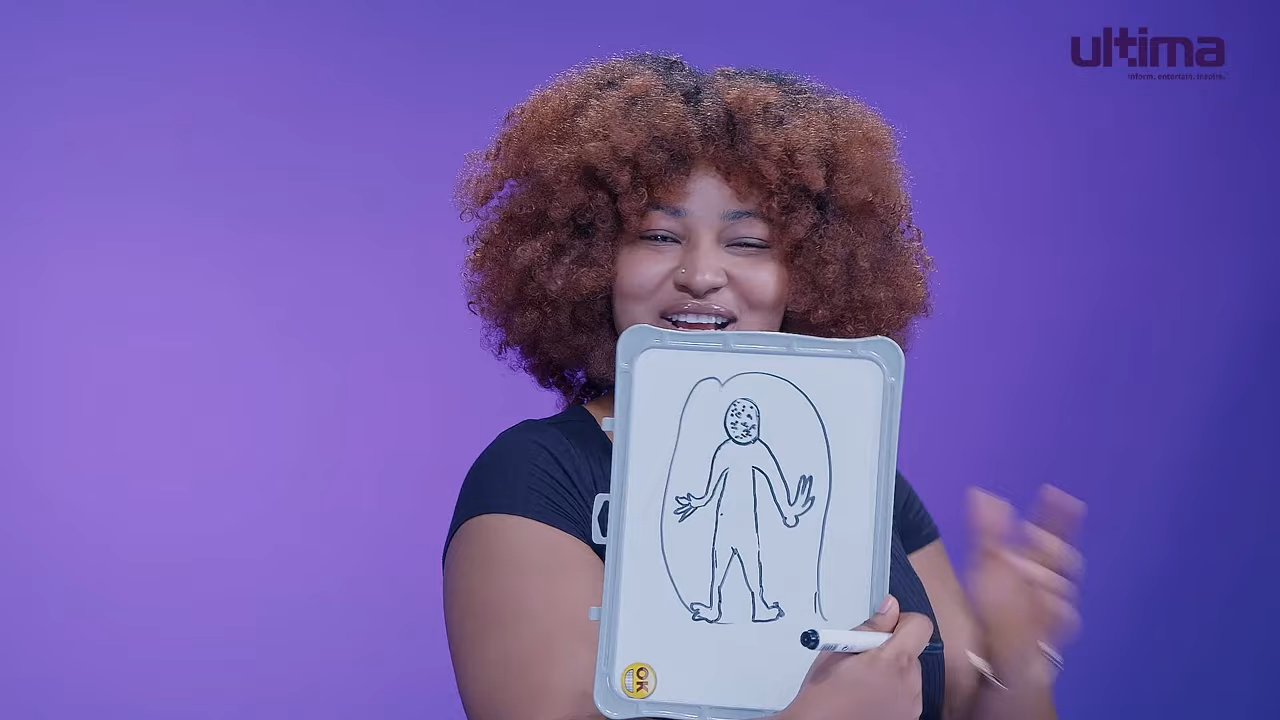 ultima
inform. entertain. inspire.
OK